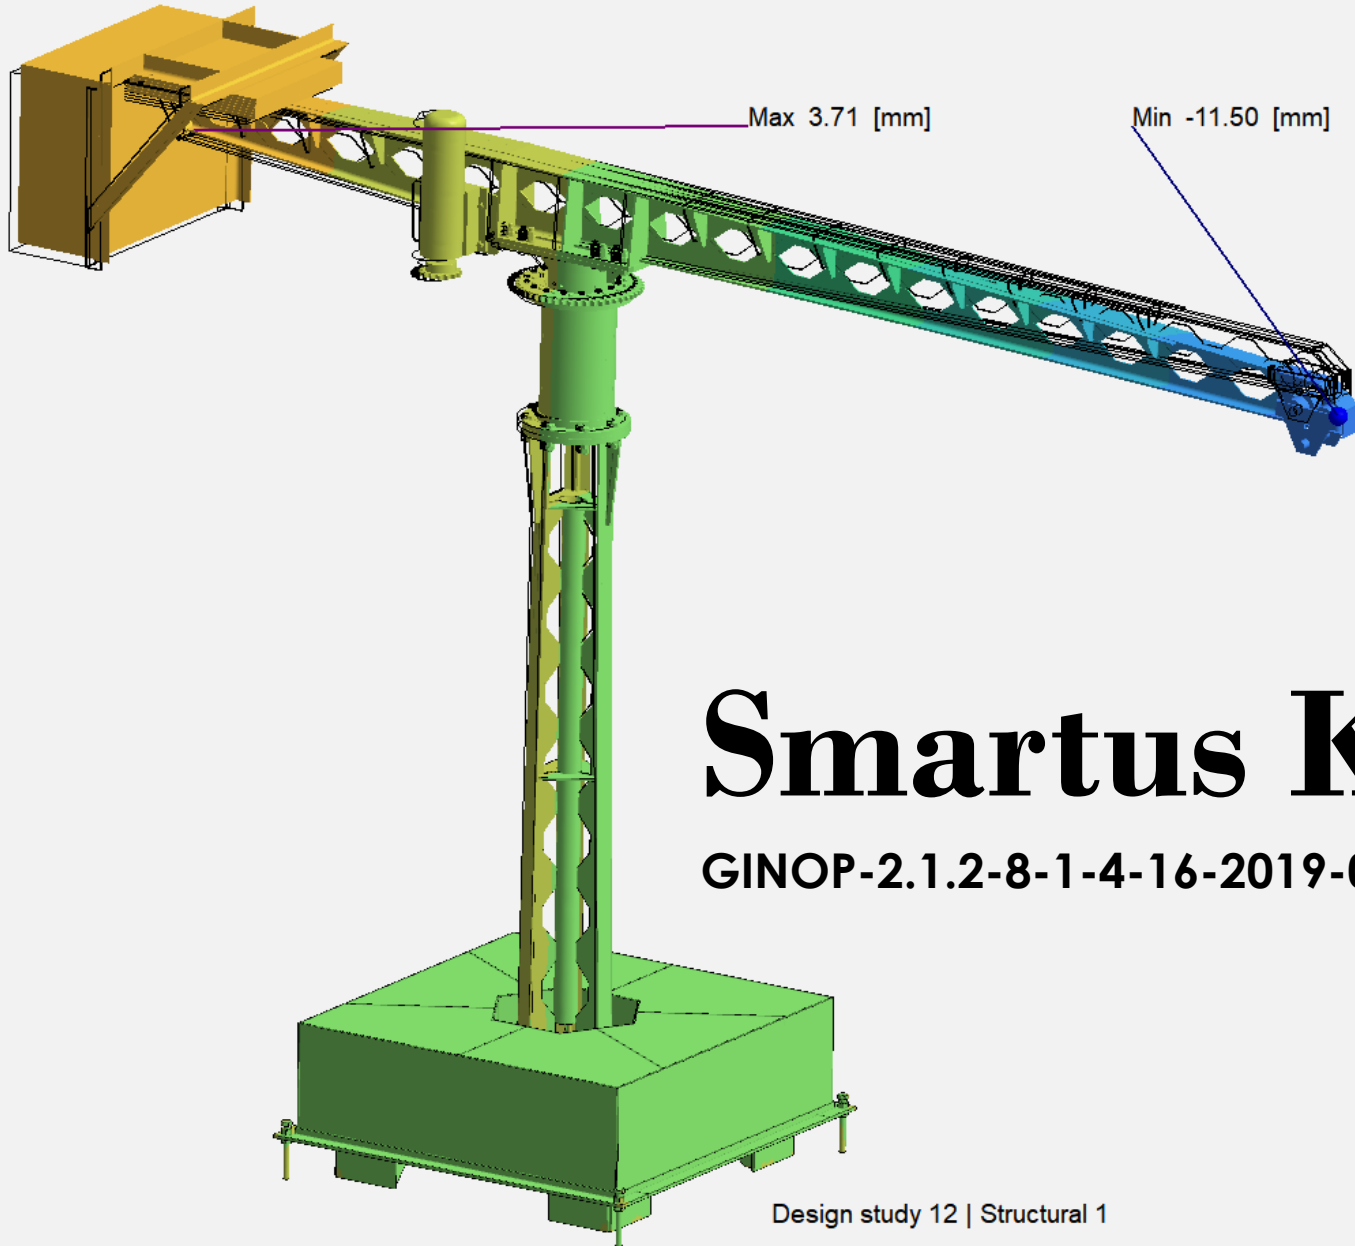 Max 3.71 [mm]
Min -11.50 [mm]
Smartus
GINOP-2.1.2-8-1-4-16-2019-
Design study 12 | Structural 1